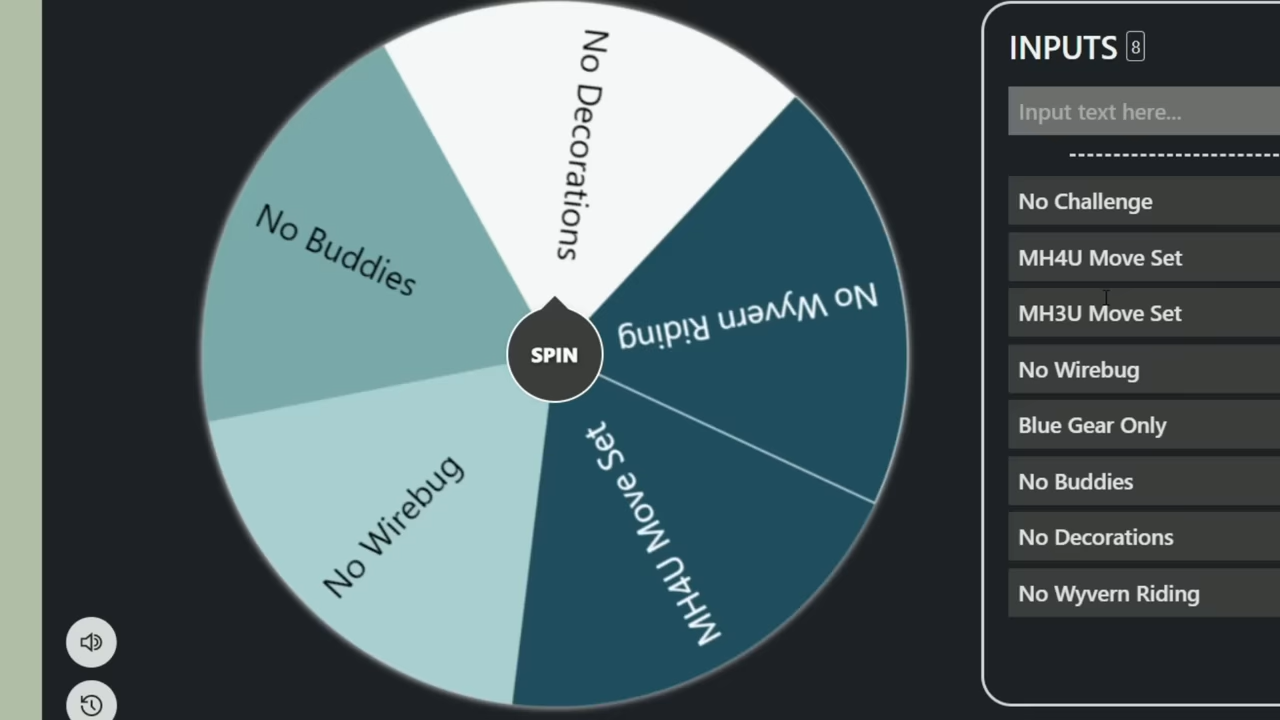 No Decorations
No Buddies
No Wyvern Riding
SPIN
No Wirebug
MH4U Move Set
INPUTS 8
Input text here...
No Challenge
MH4U Move Set
MH3U Move Set
No Wirebug
Blue Gear Only
No Buddies
No Decorations
No Wyvern Riding